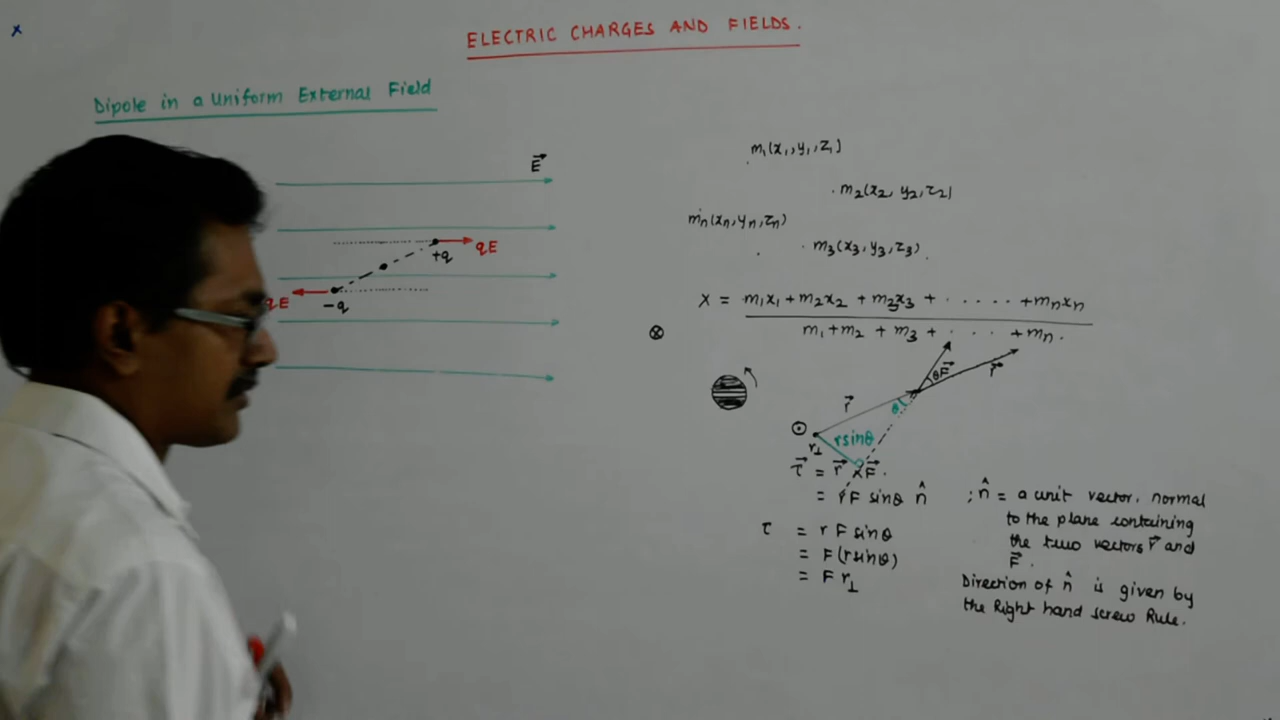 x
ELECTRIC CHARGES AND FIELDS.
Dipole in a Uniform External Field
E⃗
qE
+q
qE
-q
m₁(x₁,y₁,z₁)
m₂(x₂,y₂,z₂)
mₙ(xₙ,yₙ,zₙ)
m₃(x₃,y₃,z₃)
X = m₁x₁+m₂x₂ + m₃x₃ + ..... +mₙxₙ
m₁+m₂ + m₃ + . . . +mₙ.
θ F⃗ r⃗
r⃗ θ
r⊥ rsinθ
τ⃗ = r⃗ × F⃗.
= rF sinθ n̂ ; n̂ = a unit vector, normal
to the plane containing
the two vectors r⃗ and
F⃗.
τ = r F sinθ
= F(rsinθ)
= F r⊥
Direction of n̂ is given by
the Right hand screw Rule.